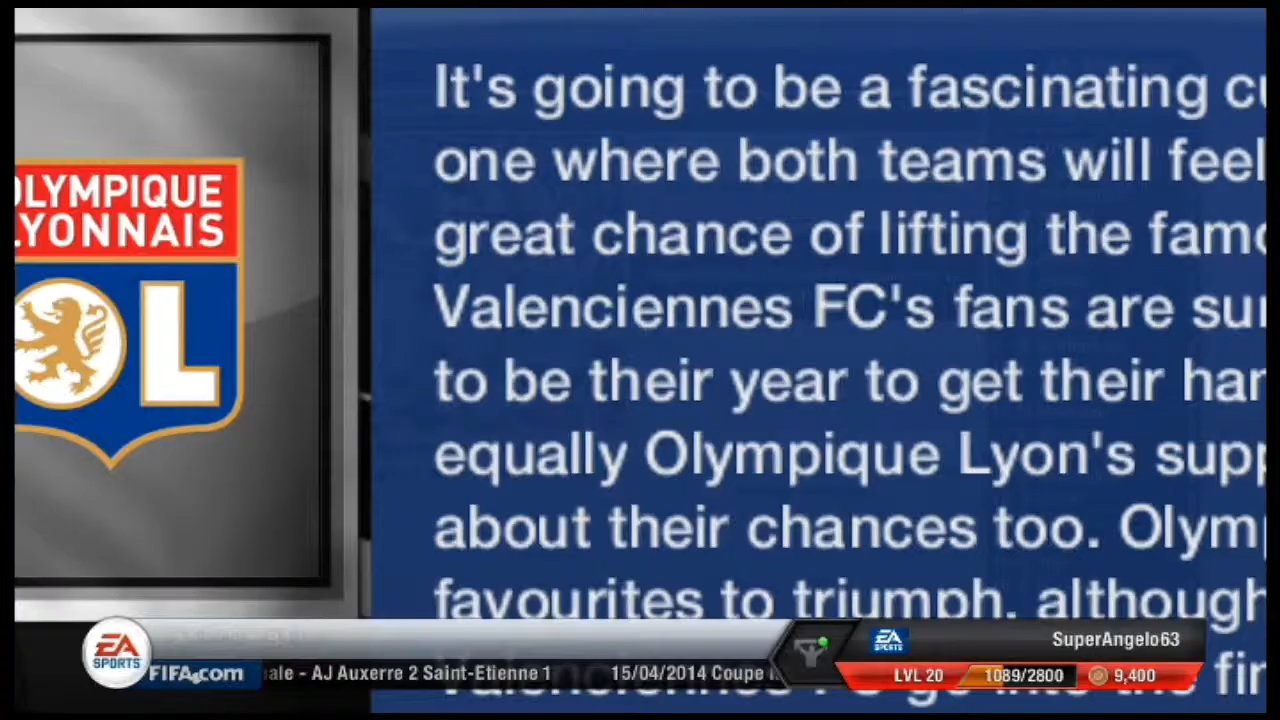 OLYMPIQUE
LYONNAIS
OL
It's going to be a fascinating
one where both teams will feel
great chance of lifting the
Valenciennes FC's fans are
to be their year to get their
equally Olympique Lyon's
about their chances too.
favourites to triumph, although
EA
SPORTS
FIFA.com
- AJ Auxerre 2 Saint-Etienne 1
15/04/2014 Coupe
EA
SPORTS
SuperAngelo63
LVL 20
1089/2800
9,400